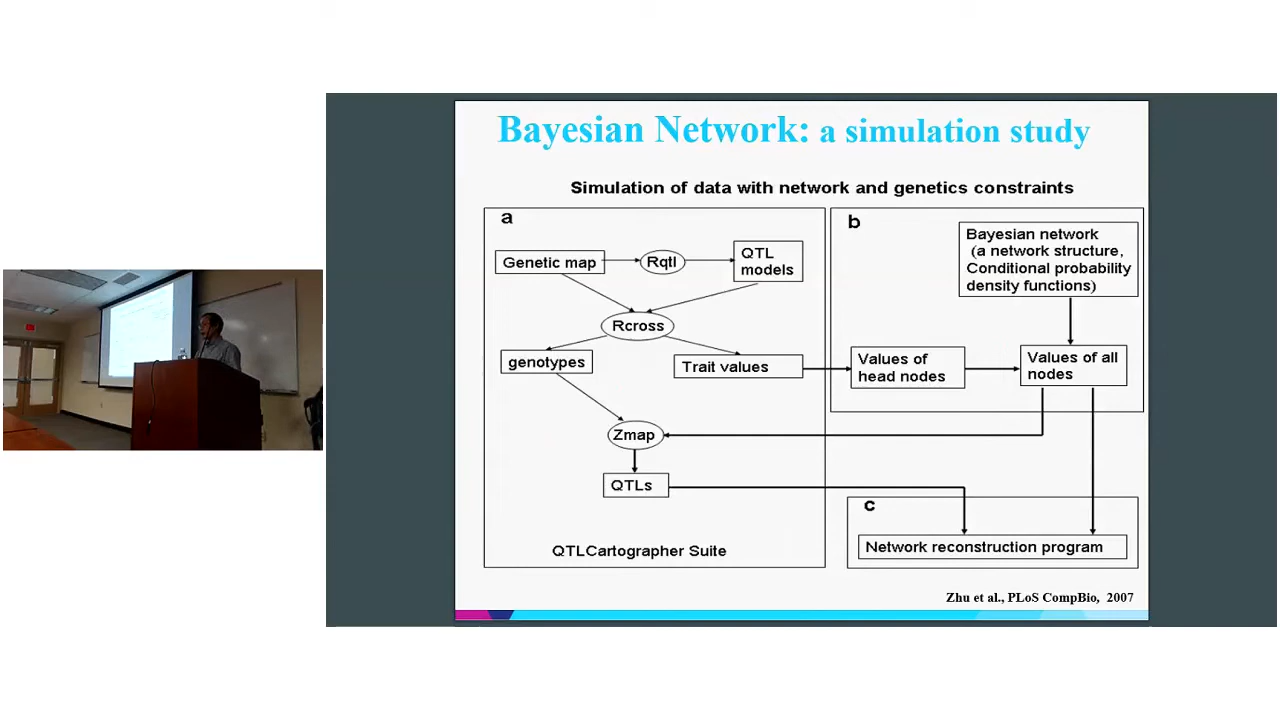 Bayesian Network: a simulation study
Simulation of data with network and genetics constraints
a
Genetic map
Rqtl
QTL
models
Rcross
genotypes
Trait values
Zmap
QTLs
QTLCartographer Suite
b
Bayesian network
(a network structure,
Conditional probability
density functions)
Values of
head nodes
Values of all
nodes
c
Network reconstruction program
Zhu et al., PLoS CompBio, 2007